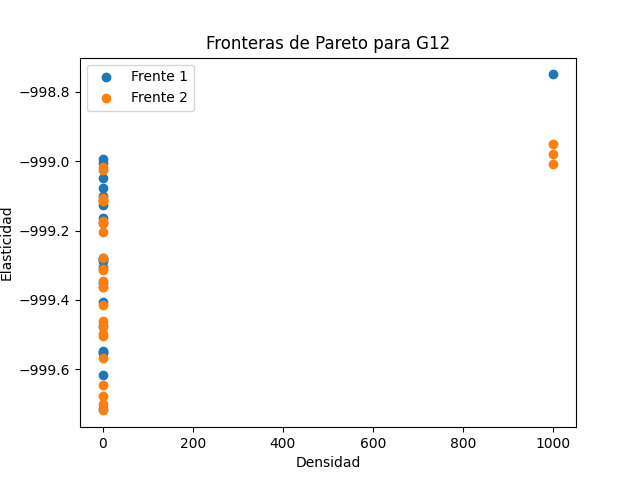 Fronteras de Pareto para G12
Frente 1
Frente 2
−998.8
−999.0
−999.2
−999.4
−999.6
Elasticidad
0
200
400
600
800
1000
Densidad